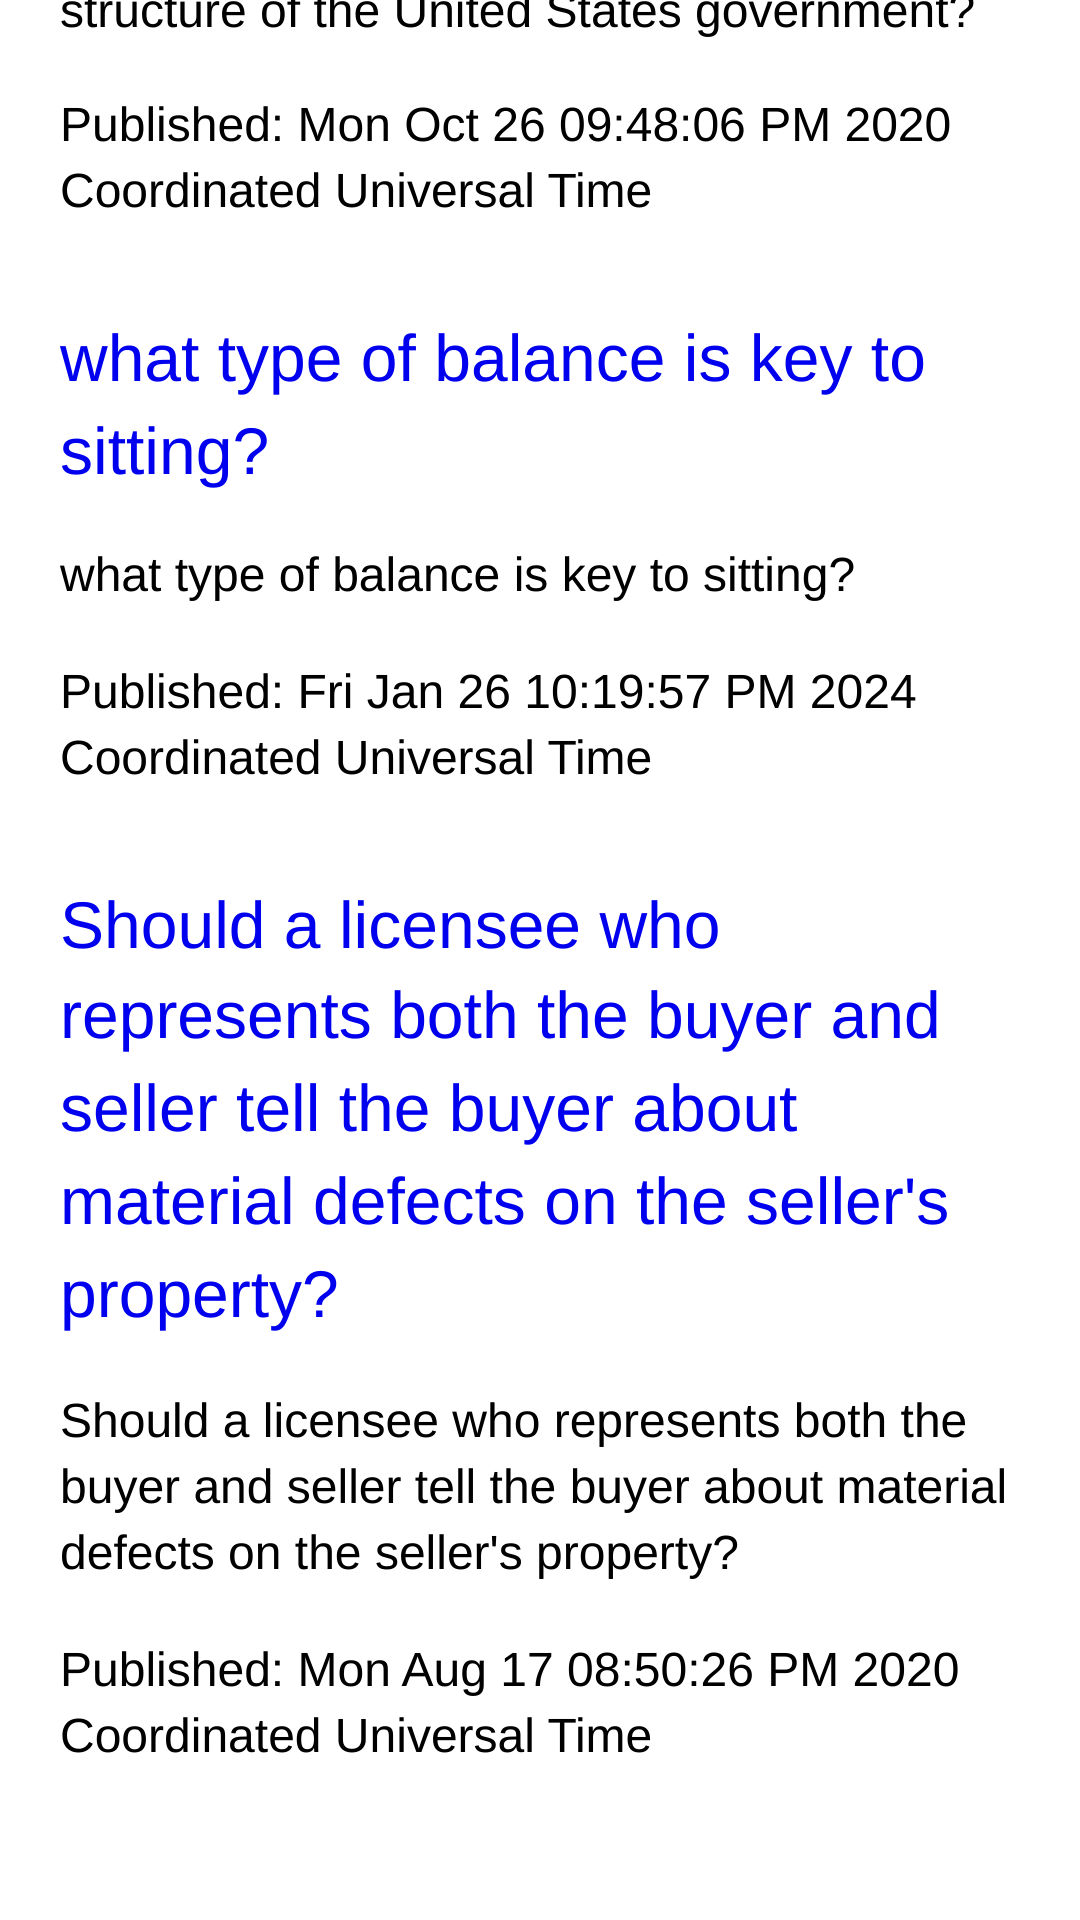 structure of the United States government?
Published: Mon Oct 26 09:48:06 PM 2020
Coordinated Universal Time
what type of balance is key to
sitting?
what type of balance is key to sitting?
Published: Fri Jan 26 10:19:57 PM 2024
Coordinated Universal Time
Should a licensee who
represents both the buyer and
seller tell the buyer about
material defects on the seller's
property?
Should a licensee who represents both the
buyer and seller tell the buyer about material
defects on the seller's property?
Published: Mon Aug 17 08:50:26 PM 2020
Coordinated Universal Time